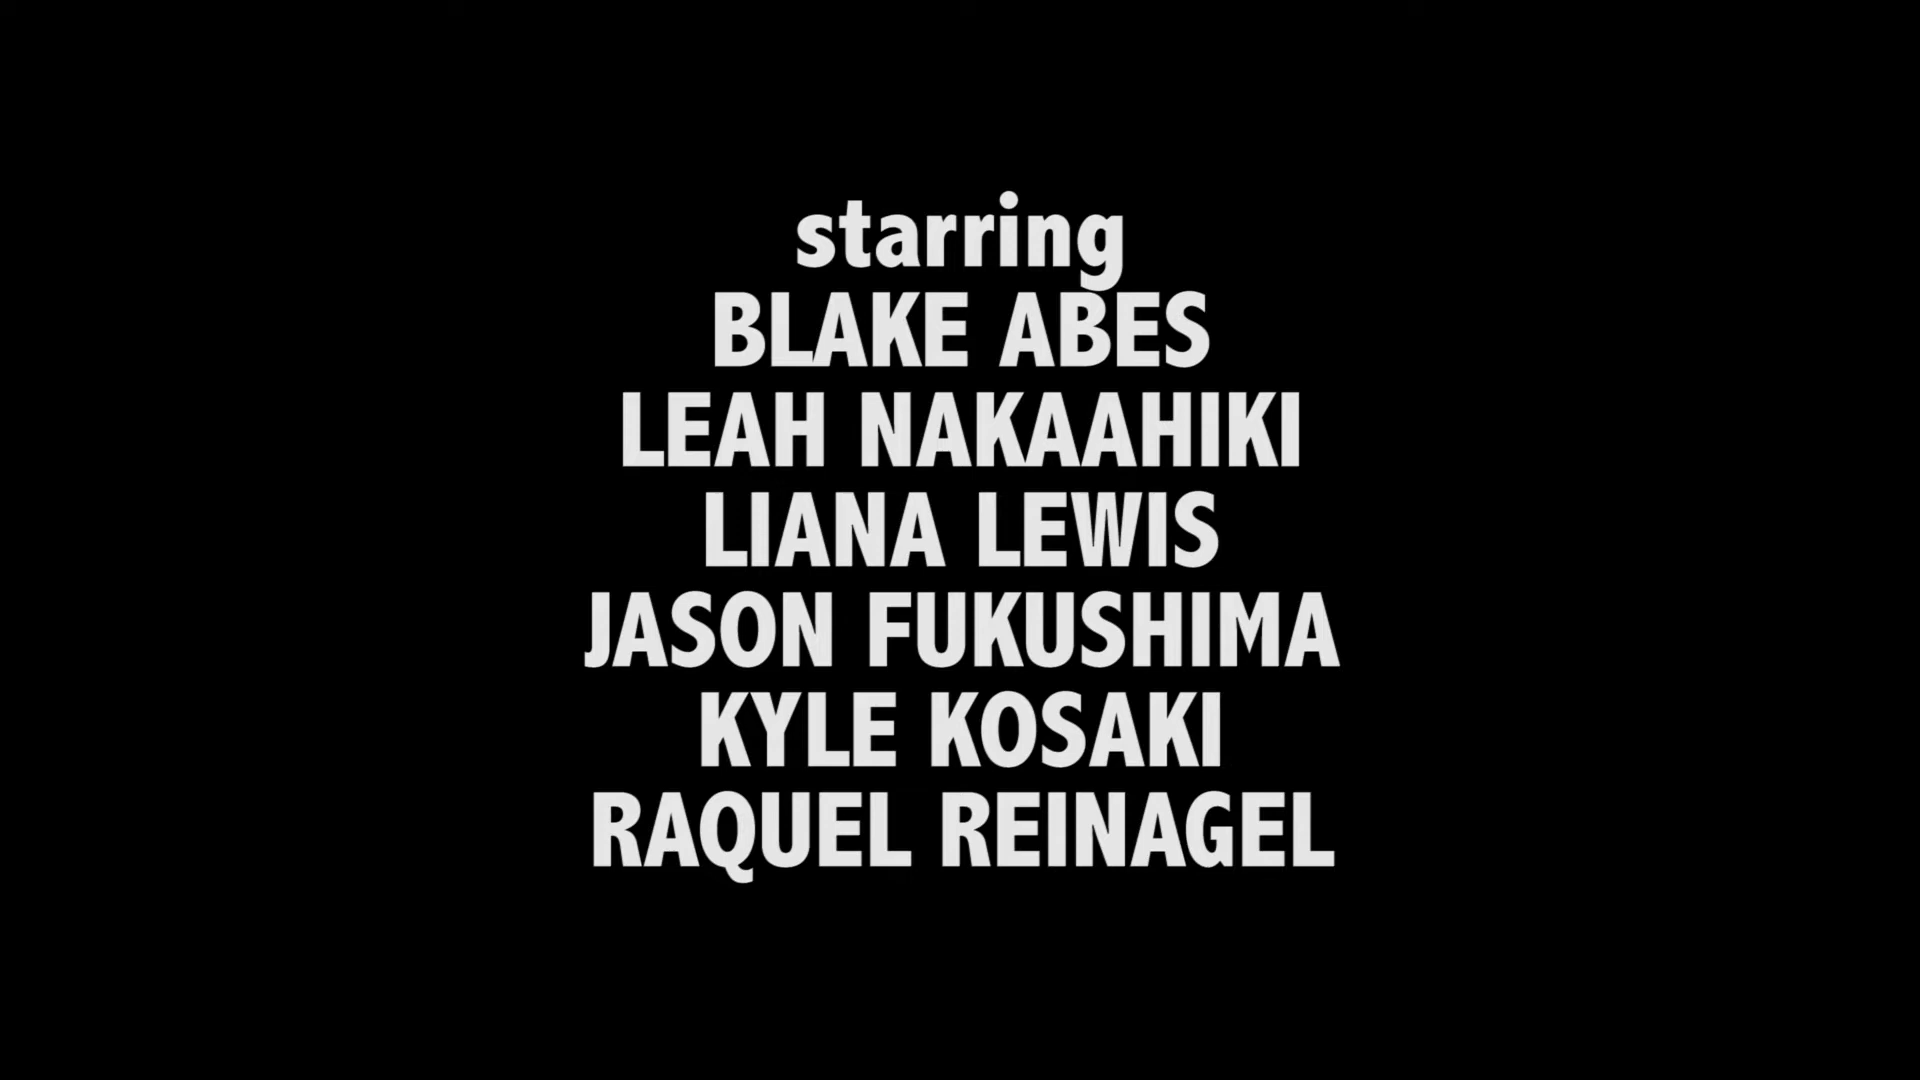 starring
BLAKE ABES
LEAH NAKAAHIKI
LIANA LEWIS
JASON FUKUSHIMA
KYLE KOSAKI
RAQUEL REINAGEL